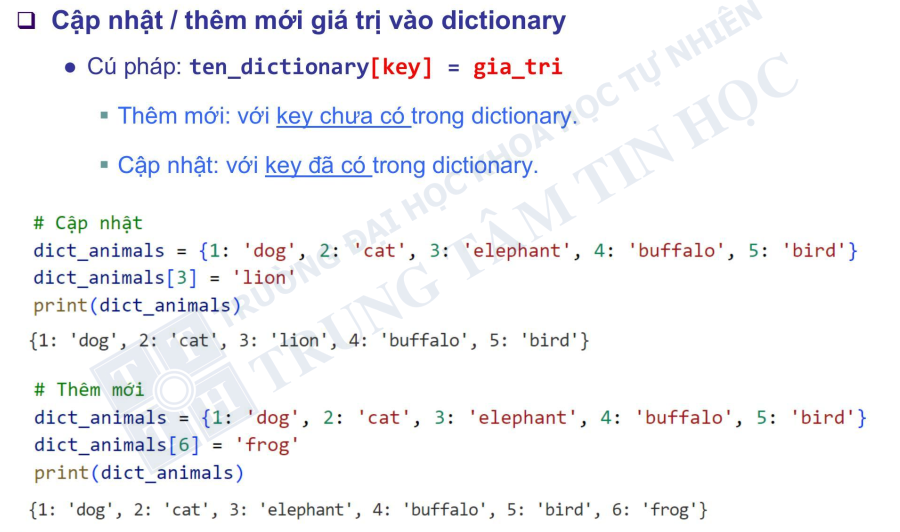 ❑ Cập nhật / thêm mới giá trị vào dictionary
● Cú pháp: ten_dictionary[key] = gia_tri
▪ Thêm mới: với key chưa có trong dictionary.
▪ Cập nhật: với key đã có trong dictionary.
# Cập nhật
dict_animals = {1: 'dog', 2: 'cat', 3: 'elephant', 4: 'buffalo', 5: 'bird'}
dict_animals[3] = 'lion'
print(dict_animals)
{1: 'dog', 2: 'cat', 3: 'lion', 4: 'buffalo', 5: 'bird'}
# Thêm mới
dict_animals = {1: 'dog', 2: 'cat', 3: 'elephant', 4: 'buffalo', 5: 'bird'}
dict_animals[6] = 'frog'
print(dict_animals)
{1: 'dog', 2: 'cat', 3: 'elephant', 4: 'buffalo', 5: 'bird', 6: 'frog'}
TRƯỜNG ĐẠI HỌC KHOA HỌC TỰ NHIÊN
TRUNG TÂM TIN HỌC